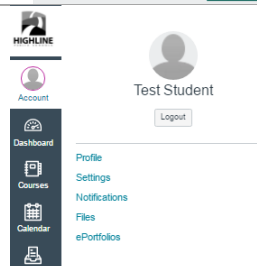 HIGHLINE
Account
Dashboard
Courses
Calendar
Test Student
Logout
Profile
Settings
Notifications
Files
ePortfolios